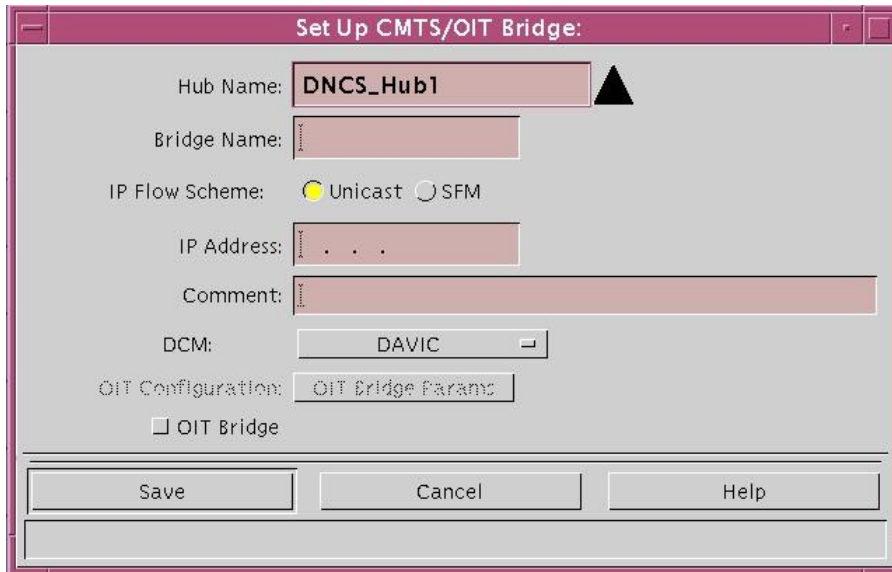 Set Up CMTS/OIT Bridge:
Hub Name: DNCS_Hub1
Bridge Name:
IP Flow Scheme: Unicast SFM
IP Address: . . .
Comment:
DCM: DAVIC
OIT Configuration: OIT Bridge Params
OIT Bridge
Save Cancel Help